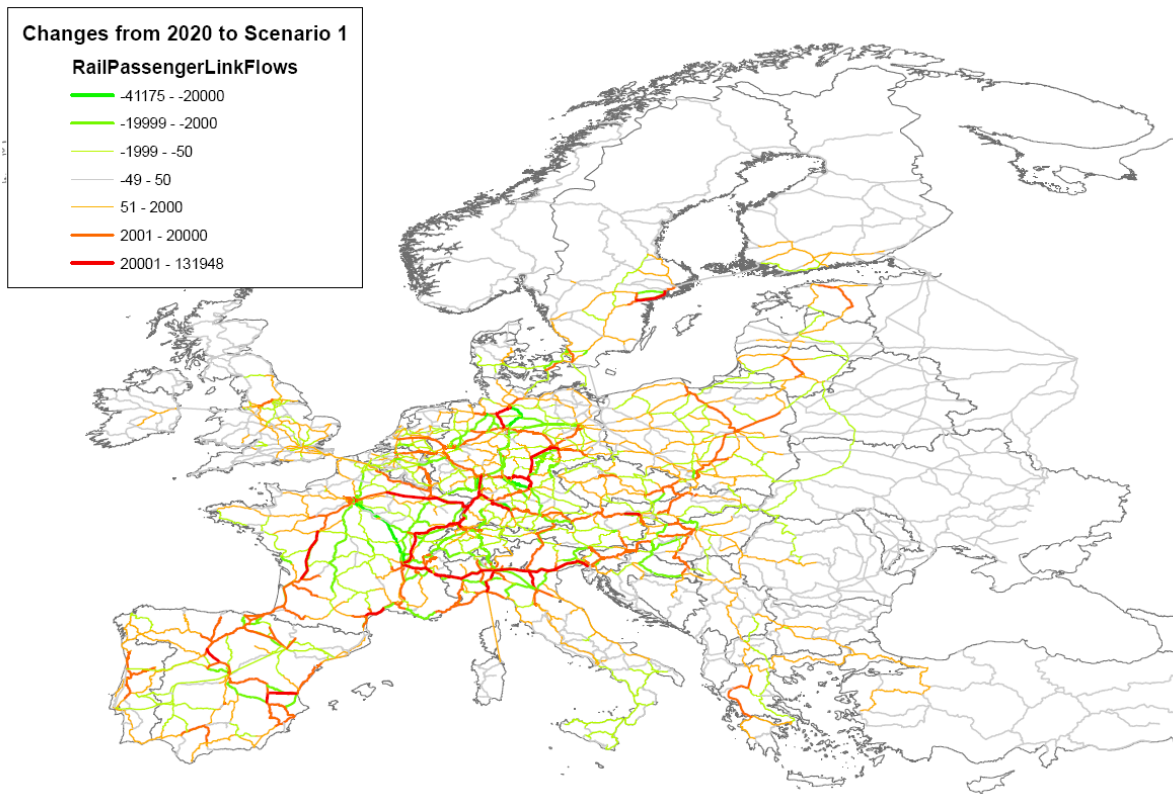 Changes from 2020 to Scenario 1
RailPassengerLinkFlows
-41175 - -20000
-19999 - -2000
-1999 - -50
-49 - 50
51 - 2000
2001 - 20000
20001 - 131948